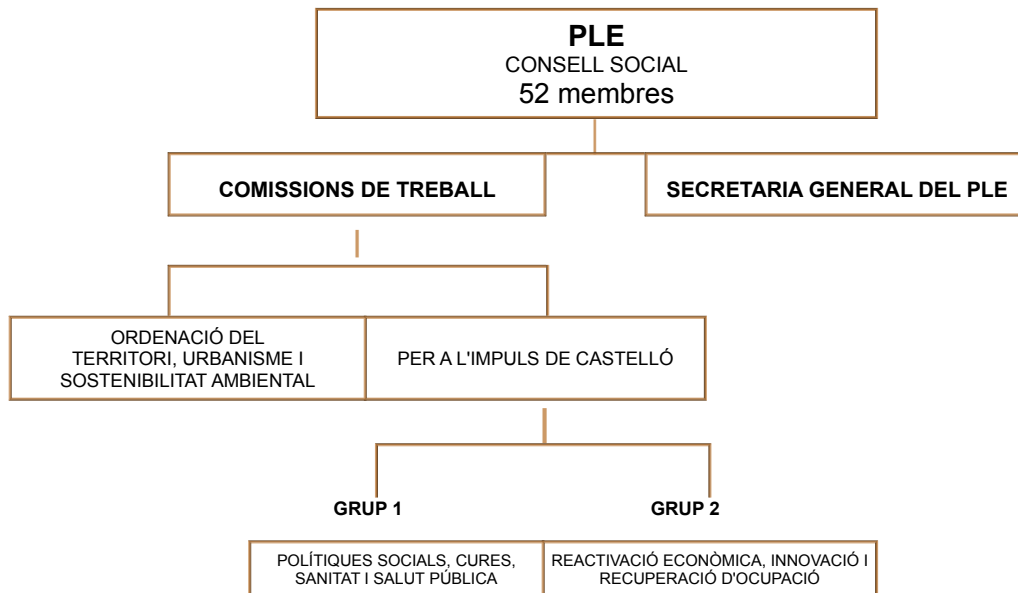 PLE
CONSELL SOCIAL
52 membres
COMISSIONS DE TREBALL
SECRETARIA GENERAL DEL PLE
ORDENACIÓ DEL
TERRITORI, URBANISME I
SOSTENIBILITAT AMBIENTAL
PER A L'IMPULS DE CASTELLÓ
GRUP 1
GRUP 2
POLÍTIQUES SOCIALS, CURES,
SANITAT I SALUT PÚBLICA
REACTIVACIÓ ECONÒMICA, INNOVACIÓ I
RECUPERACIÓ D'OCUPACIÓ